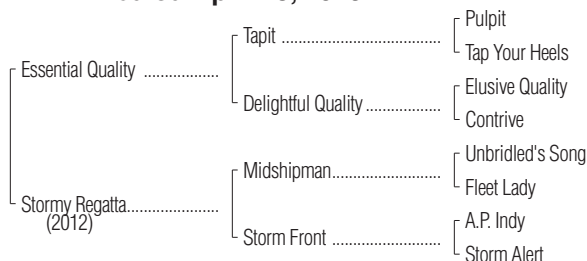 Essential Quality
Stormy Regatta
(2012)
Tapit
Delightful Quality
Midshipman
Storm Front
Pulpit
Tap Your Heels
Elusive Quality
Contrive
Unbridled's Song
Fleet Lady
A.P. Indy
Storm Alert